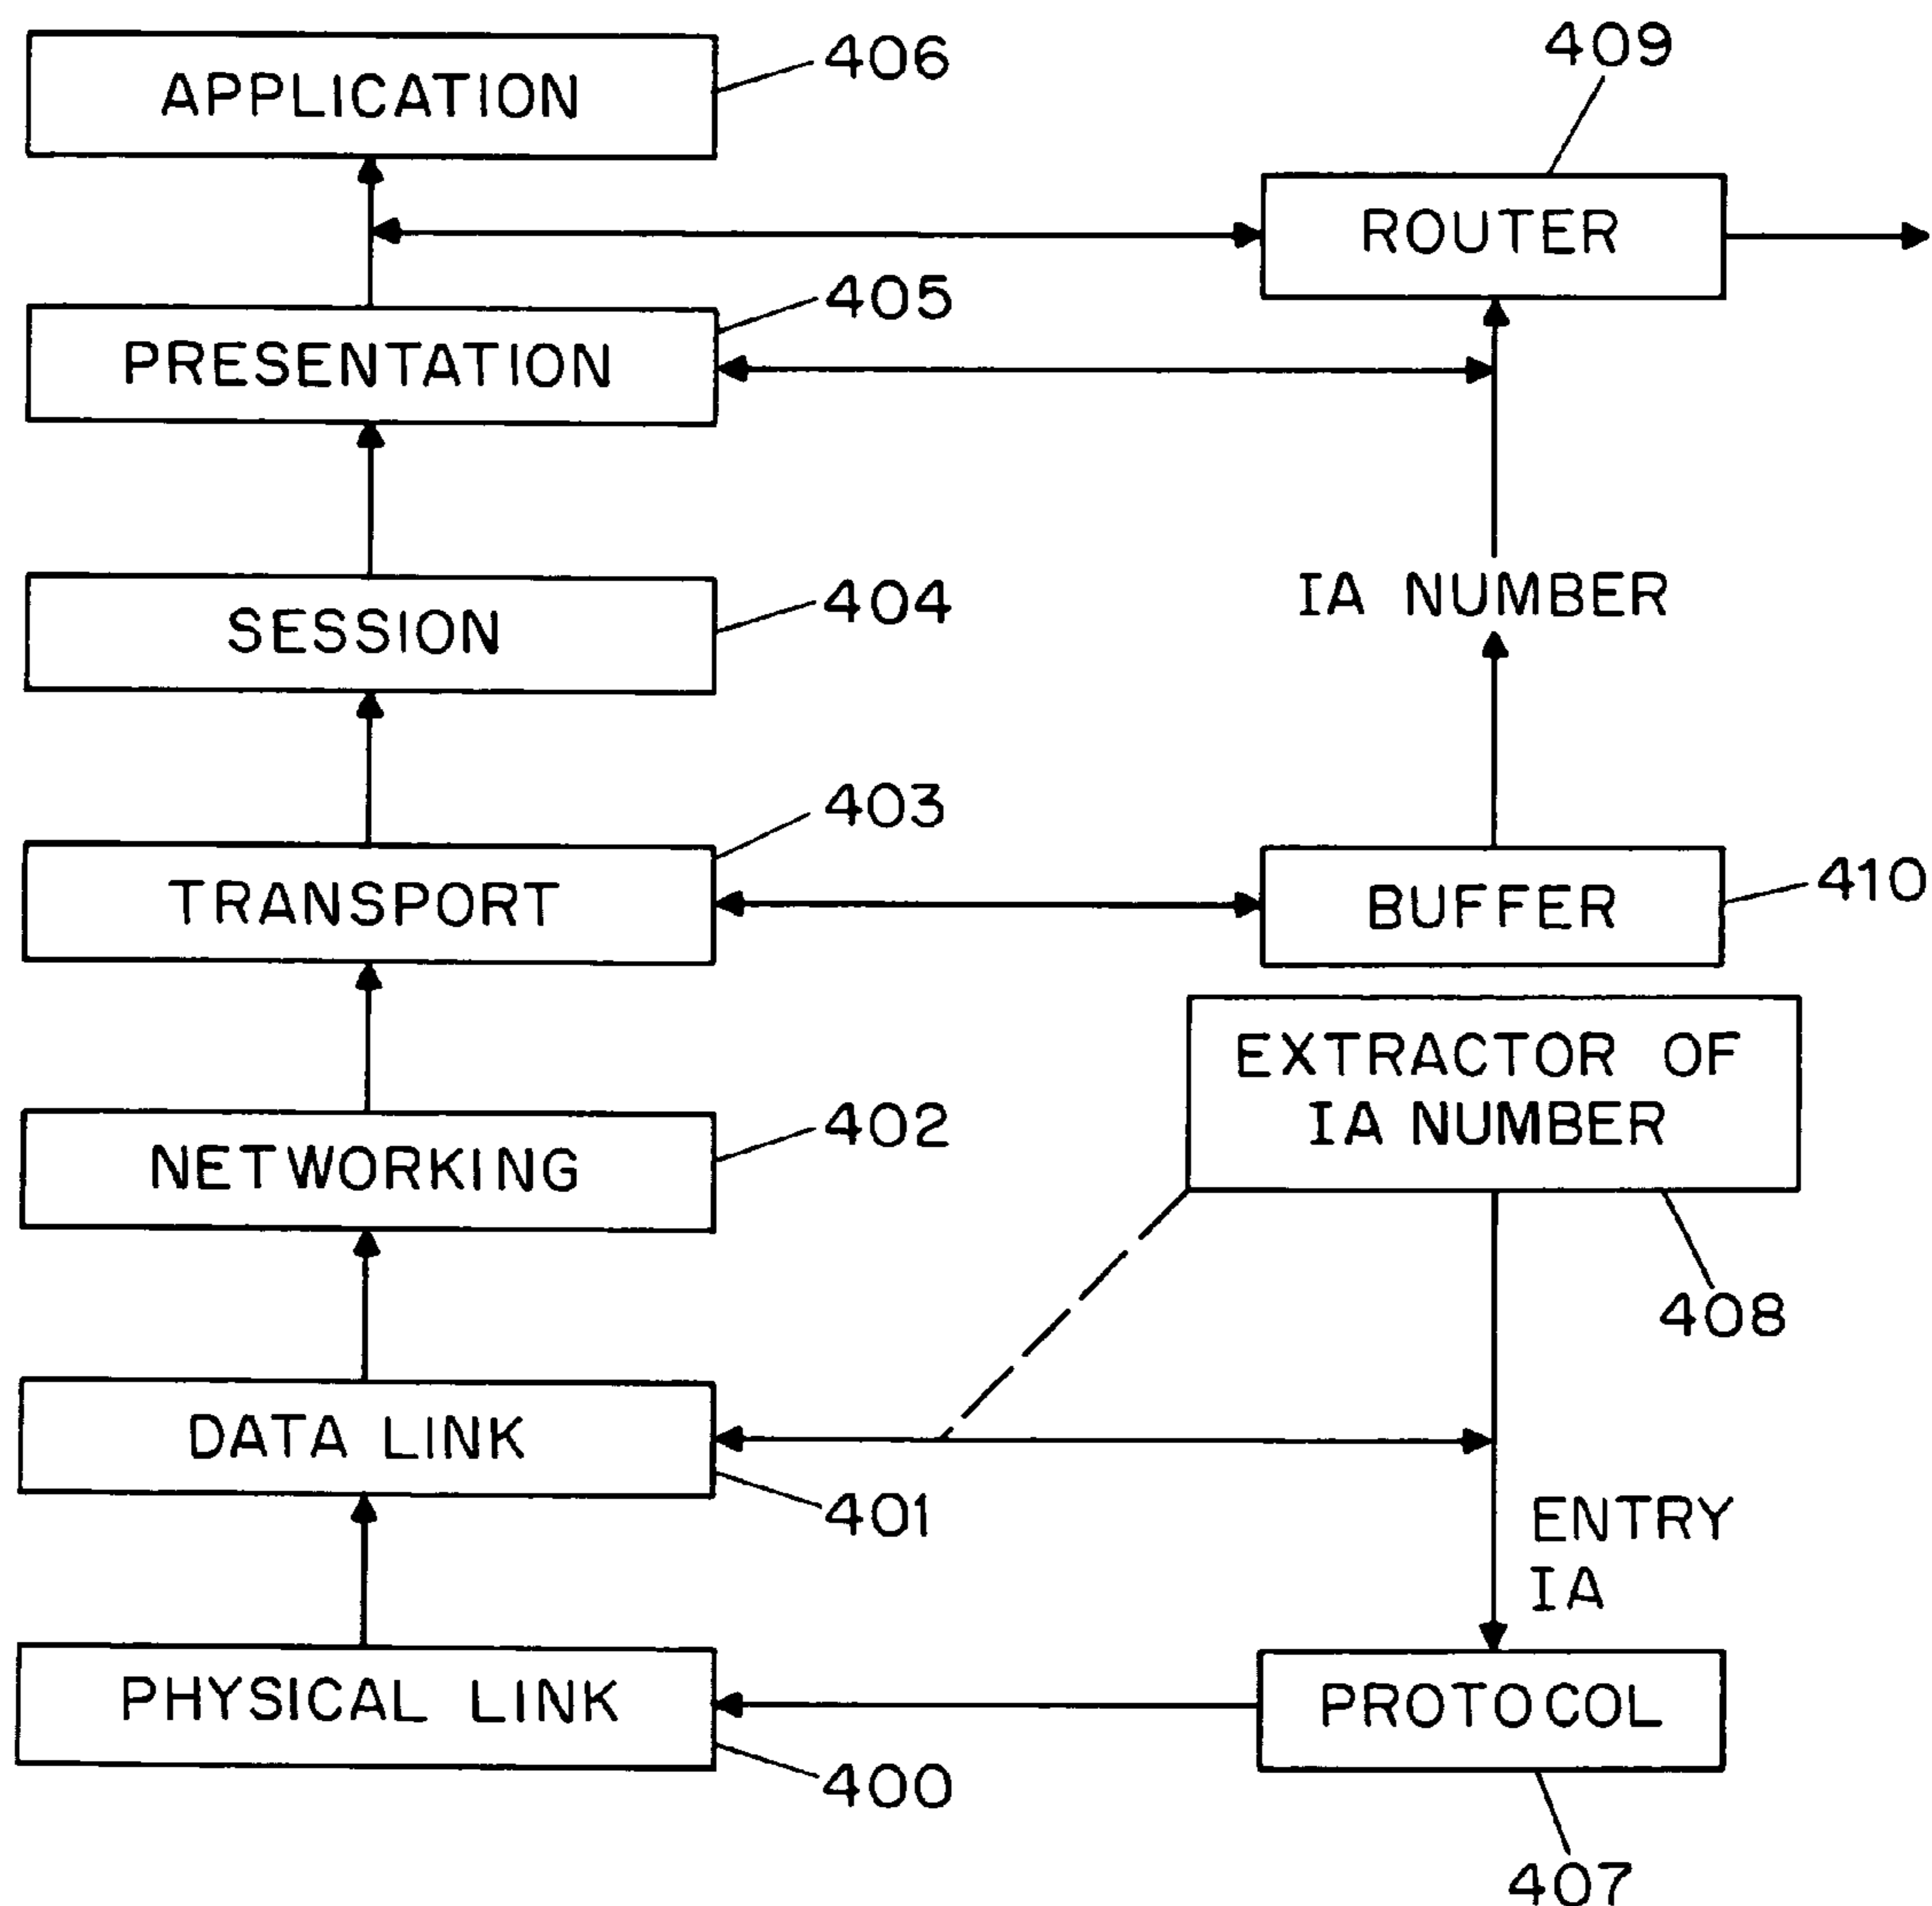 APPLICATION
406
409
ROUTER
405
PRESENTATION
404
SESSION
IA NUMBER
403
TRANSPORT
BUFFER
410
EXTRACTOR OF
IA NUMBER
402
NETWORKING
408
DATA LINK
401
ENTRY
IA
PHYSICAL LINK
400
PROTOCOL
407